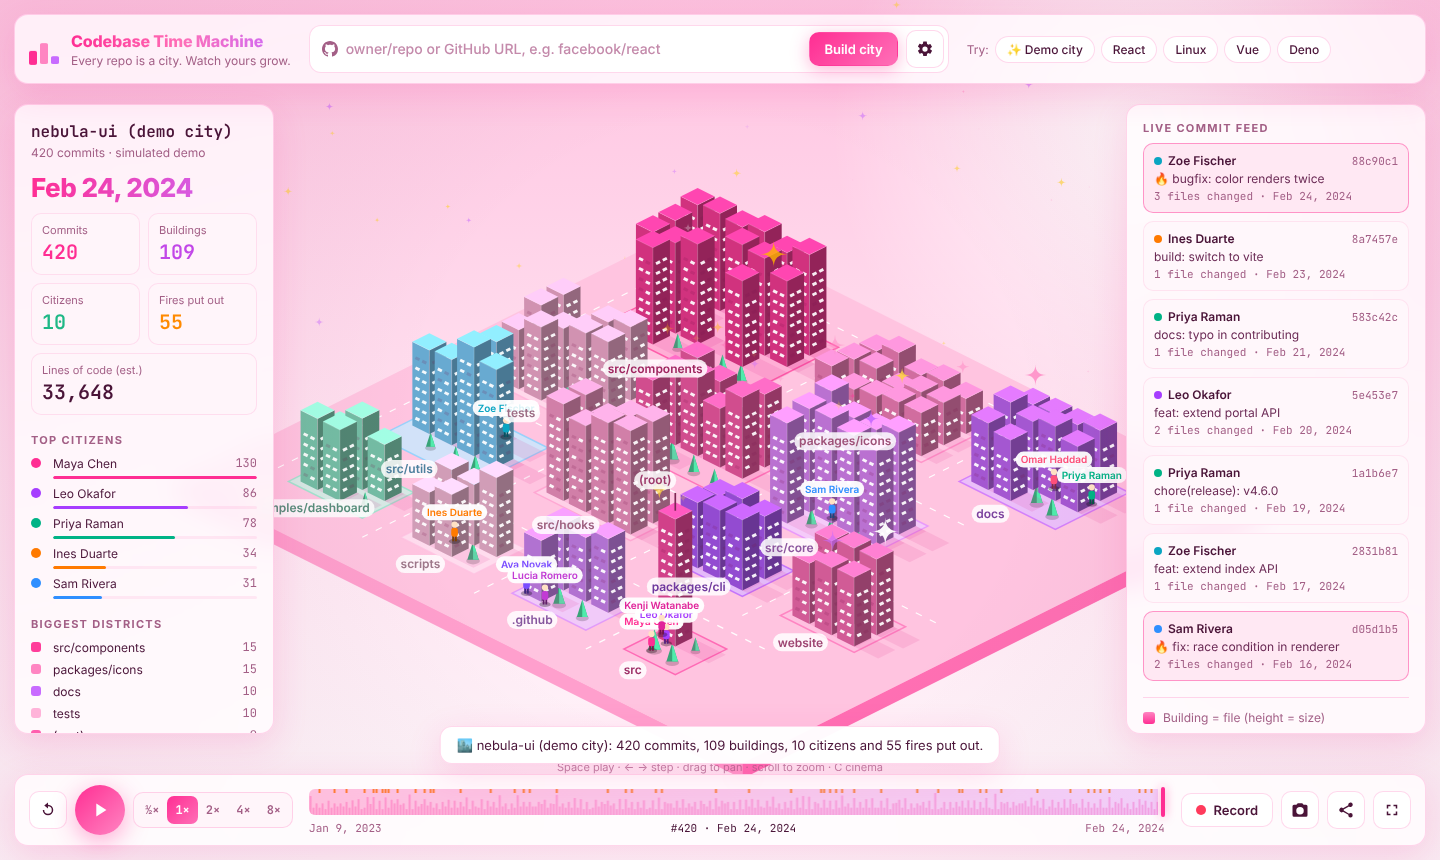 Codebase Time Machine
Every repo is a city. Watch yours grow.
owner/repo or GitHub URL, e.g. facebook/react
Build city
Try:
✨ Demo city
React
Linux
Vue
Deno
nebula-ui (demo city)
420 commits · simulated demo
Feb 24, 2024
Commits
420
Buildings
109
Citizens
10
Fires put out
55
Lines of code (est.)
33,648
TOP CITIZENS
Maya Chen 130
Leo Okafor 86
Priya Raman 78
Ines Duarte 34
Sam Rivera 31
BIGGEST DISTRICTS
src/components 15
packages/icons 15
docs 10
tests 10
src/components
Zoe F
tests
packages/icons
src/utils
(root)
Omar Haddad
Priya Raman
Sam Rivera
mples/dashboard
Ines Duarte
docs
src/hooks
src/core
scripts
Ava Novak
Lucia Romero
packages/cli
Kenji Watanabe
Leo Okafor
.github
website
src
LIVE COMMIT FEED
Zoe Fischer 88c90c1
🔥 bugfix: color renders twice
3 files changed · Feb 24, 2024
Ines Duarte 8a7457e
build: switch to vite
1 file changed · Feb 23, 2024
Priya Raman 583c42c
docs: typo in contributing
1 file changed · Feb 21, 2024
Leo Okafor 5e453e7
feat: extend portal API
2 files changed · Feb 20, 2024
Priya Raman 1a1b6e7
chore(release): v4.6.0
1 file changed · Feb 19, 2024
Zoe Fischer 2831b81
feat: extend index API
1 file changed · Feb 17, 2024
Sam Rivera d05d1b5
🔥 fix: race condition in renderer
2 files changed · Feb 16, 2024
Building = file (height = size)
🏙️ nebula-ui (demo city): 420 commits, 109 buildings, 10 citizens and 55 fires put out.
Space play · ← → step · drag to pan · scroll to zoom · C cinema
½×
1×
2×
4×
8×
Jan 9, 2023
#420 · Feb 24, 2024
Feb 24, 2024
Record